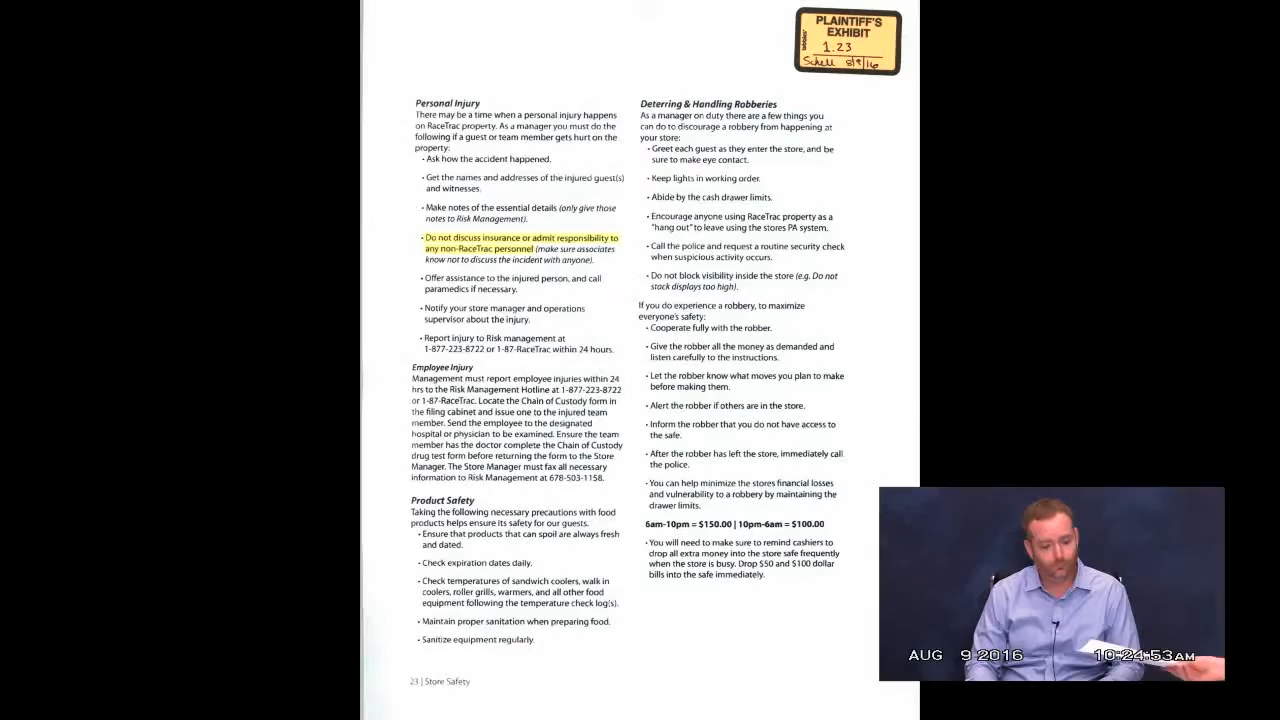 PLAINTIFF'S
EXHIBIT
tabbies®
1.23
Schell 8/9/16
Personal Injury
There may be a time when a personal injury happens
on RaceTrac property. As a manager you must do the
following if a guest or team member gets hurt on the
property:
• Ask how the accident happened.
• Get the names and addresses of the injured guest(s)
and witnesses.
• Make notes of the essential details (only give those
notes to Risk Management).
• Do not discuss insurance or admit responsibility to
any non-RaceTrac personnel (make sure associates
know not to discuss the incident with anyone).
• Offer assistance to the injured person, and call
paramedics if necessary.
• Notify your store manager and operations
supervisor about the injury.
• Report injury to Risk management at
1-877-223-8722 or 1-87-RaceTrac within 24 hours.
Employee Injury
Management must report employee injuries within 24
hrs to the Risk Management Hotline at 1-877-223-8722
or 1-87-RaceTrac. Locate the Chain of Custody form in
the filing cabinet and issue one to the injured team
member. Send the employee to the designated
hospital or physician to be examined. Ensure the team
member has the doctor complete the Chain of Custody
drug test form before returning the form to the Store
Manager. The Store Manager must fax all necessary
information to Risk Management at 678-503-1158.
Product Safety
Taking the following necessary precautions with food
products helps ensure its safety for our guests.
• Ensure that products that can spoil are always fresh
and dated.
• Check expiration dates daily.
• Check temperatures of sandwich coolers, walk in
coolers, roller grills, warmers, and all other food
equipment following the temperature check log(s).
• Maintain proper sanitation when preparing food.
• Sanitize equipment regularly.
23 | Store Safety
Deterring & Handling Robberies
As a manager on duty there are a few things you
can do to discourage a robbery from happening at
your store:
• Greet each guest as they enter the store, and be
sure to make eye contact.
• Keep lights in working order.
• Abide by the cash drawer limits.
• Encourage anyone using RaceTrac property as a
"hang out" to leave using the stores PA system.
• Call the police and request a routine security check
when suspicious activity occurs.
• Do not block visibility inside the store (e.g. Do not
stack displays too high).
If you do experience a robbery, to maximize
everyone's safety:
• Cooperate fully with the robber.
• Give the robber all the money as demanded and
listen carefully to the instructions.
• Let the robber know what moves you plan to make
before making them.
• Alert the robber if others are in the store.
• Inform the robber that you do not have access to
the safe.
• After the robber has left the store, immediately call
the police.
• You can help minimize the stores financial losses
and vulnerability to a robbery by maintaining the
drawer limits.
6am-10pm = $150.00 | 10pm-6am = $100.00
• You will need to make sure to remind cashiers to
drop all extra money into the store safe frequently
when the store is busy. Drop $50 and $100 dollar
bills into the safe immediately.
AUG 9 2016 10:24:53AM